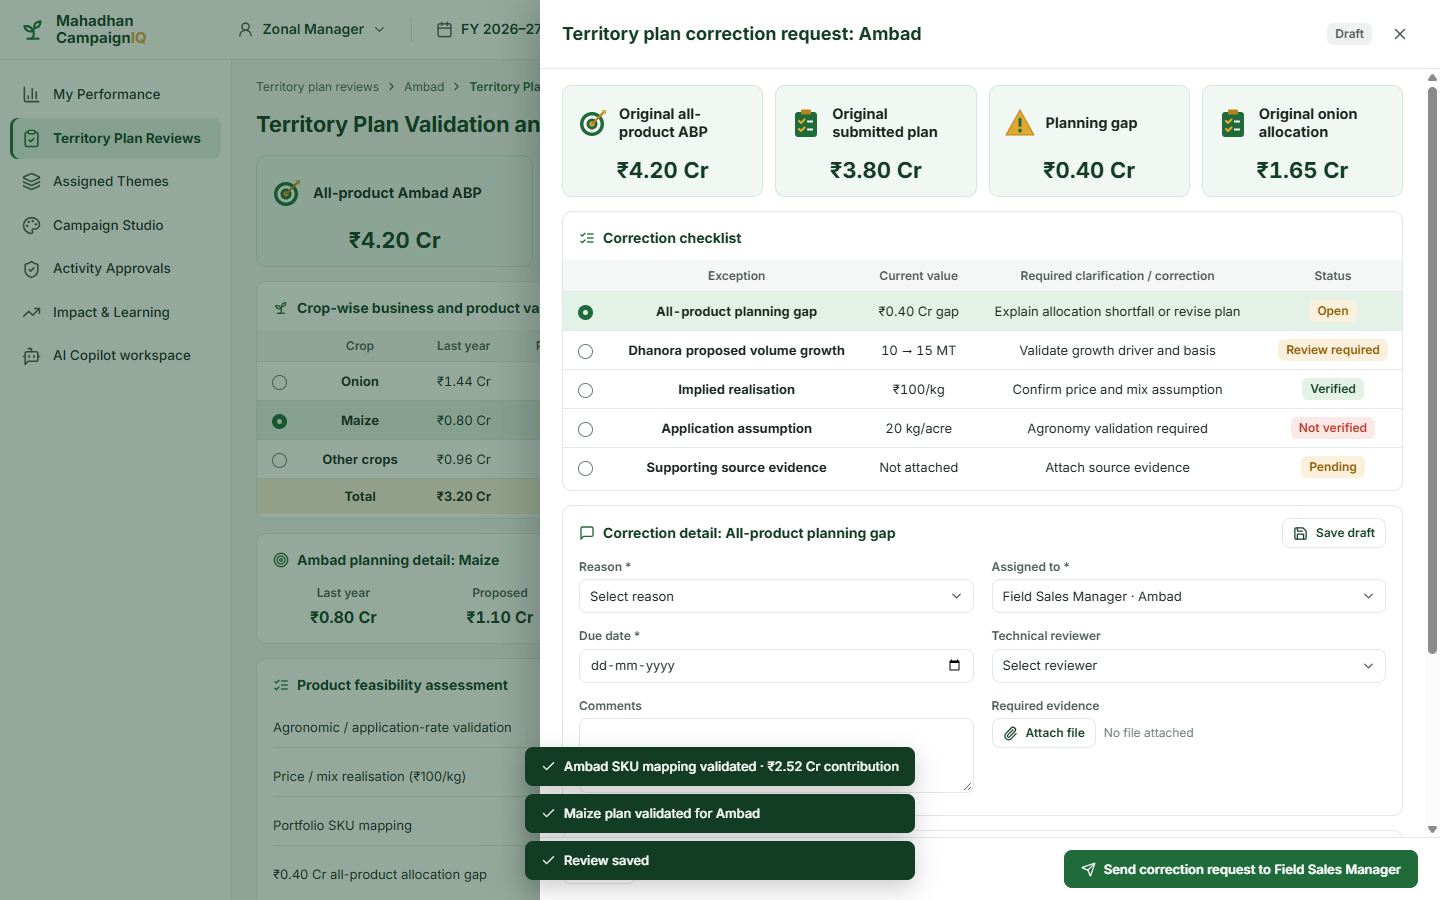 Mahadhan
CampaignIQ
Zonal Manager
FY 2026–27
My Performance
Territory Plan Reviews
Assigned Themes
Campaign Studio
Activity Approvals
Impact & Learning
AI Copilot workspace
Territory plan reviews > Ambad > Territory Pla
Territory Plan Validation an
All-product Ambad ABP
₹4.20 Cr
Crop-wise business and product va
Crop Last year
Onion ₹1.44 Cr
Maize ₹0.80 Cr
Other crops ₹0.96 Cr
Total ₹3.20 Cr
Ambad planning detail: Maize
Last year Proposed
₹0.80 Cr ₹1.10 Cr
Product feasibility assessment
Agronomic / application-rate validation
Price / mix realisation (₹100/kg)
Portfolio SKU mapping
₹0.40 Cr all-product allocation gap
Territory plan correction request: Ambad
Draft
Original all-
product ABP
₹4.20 Cr
Original
submitted plan
₹3.80 Cr
Planning gap
₹0.40 Cr
Original onion
allocation
₹1.65 Cr
Correction checklist
Exception Current value Required clarification / correction Status
All-product planning gap ₹0.40 Cr gap Explain allocation shortfall or revise plan Open
Dhanora proposed volume growth 10 → 15 MT Validate growth driver and basis Review required
Implied realisation ₹100/kg Confirm price and mix assumption Verified
Application assumption 20 kg/acre Agronomy validation required Not verified
Supporting source evidence Not attached Attach source evidence Pending
Correction detail: All-product planning gap
Save draft
Reason * Assigned to *
Select reason Field Sales Manager · Ambad
Due date * Technical reviewer
dd-mm-yyyy Select reviewer
Comments Required evidence
Attach file No file attached
Ambad SKU mapping validated · ₹2.52 Cr contribution
Maize plan validated for Ambad
Review saved
Send correction request to Field Sales Manager